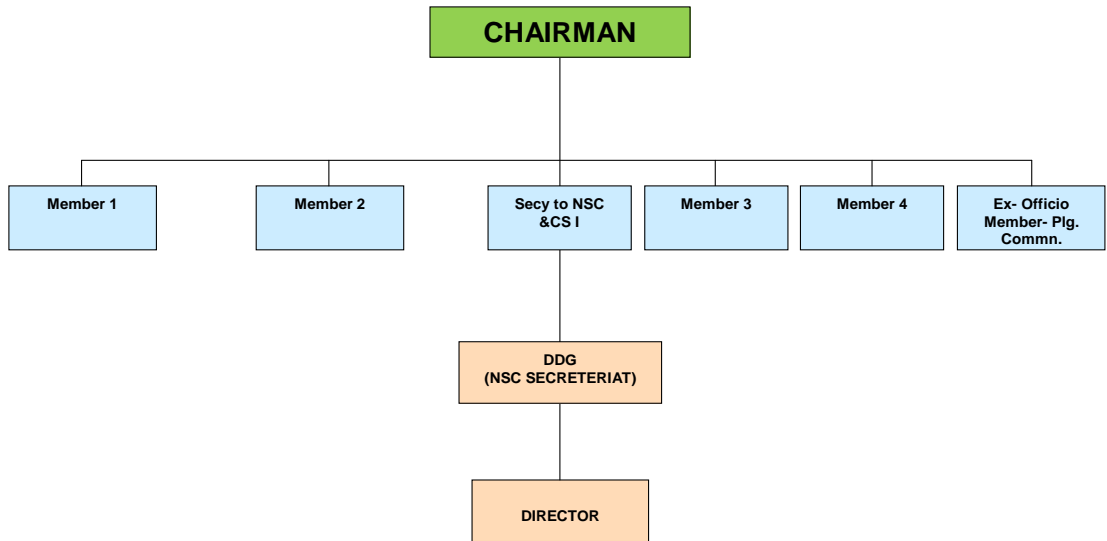 CHAIRMAN
Member 1
Member 2
Secy to NSC
&CS I
Member 3
Member 4
Ex- Officio
Member- Plg.
Commn.
DDG
(NSC SECRETERIAT)
DIRECTOR